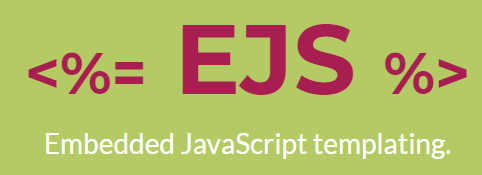 <%= EJS %>
Embedded JavaScript templating.